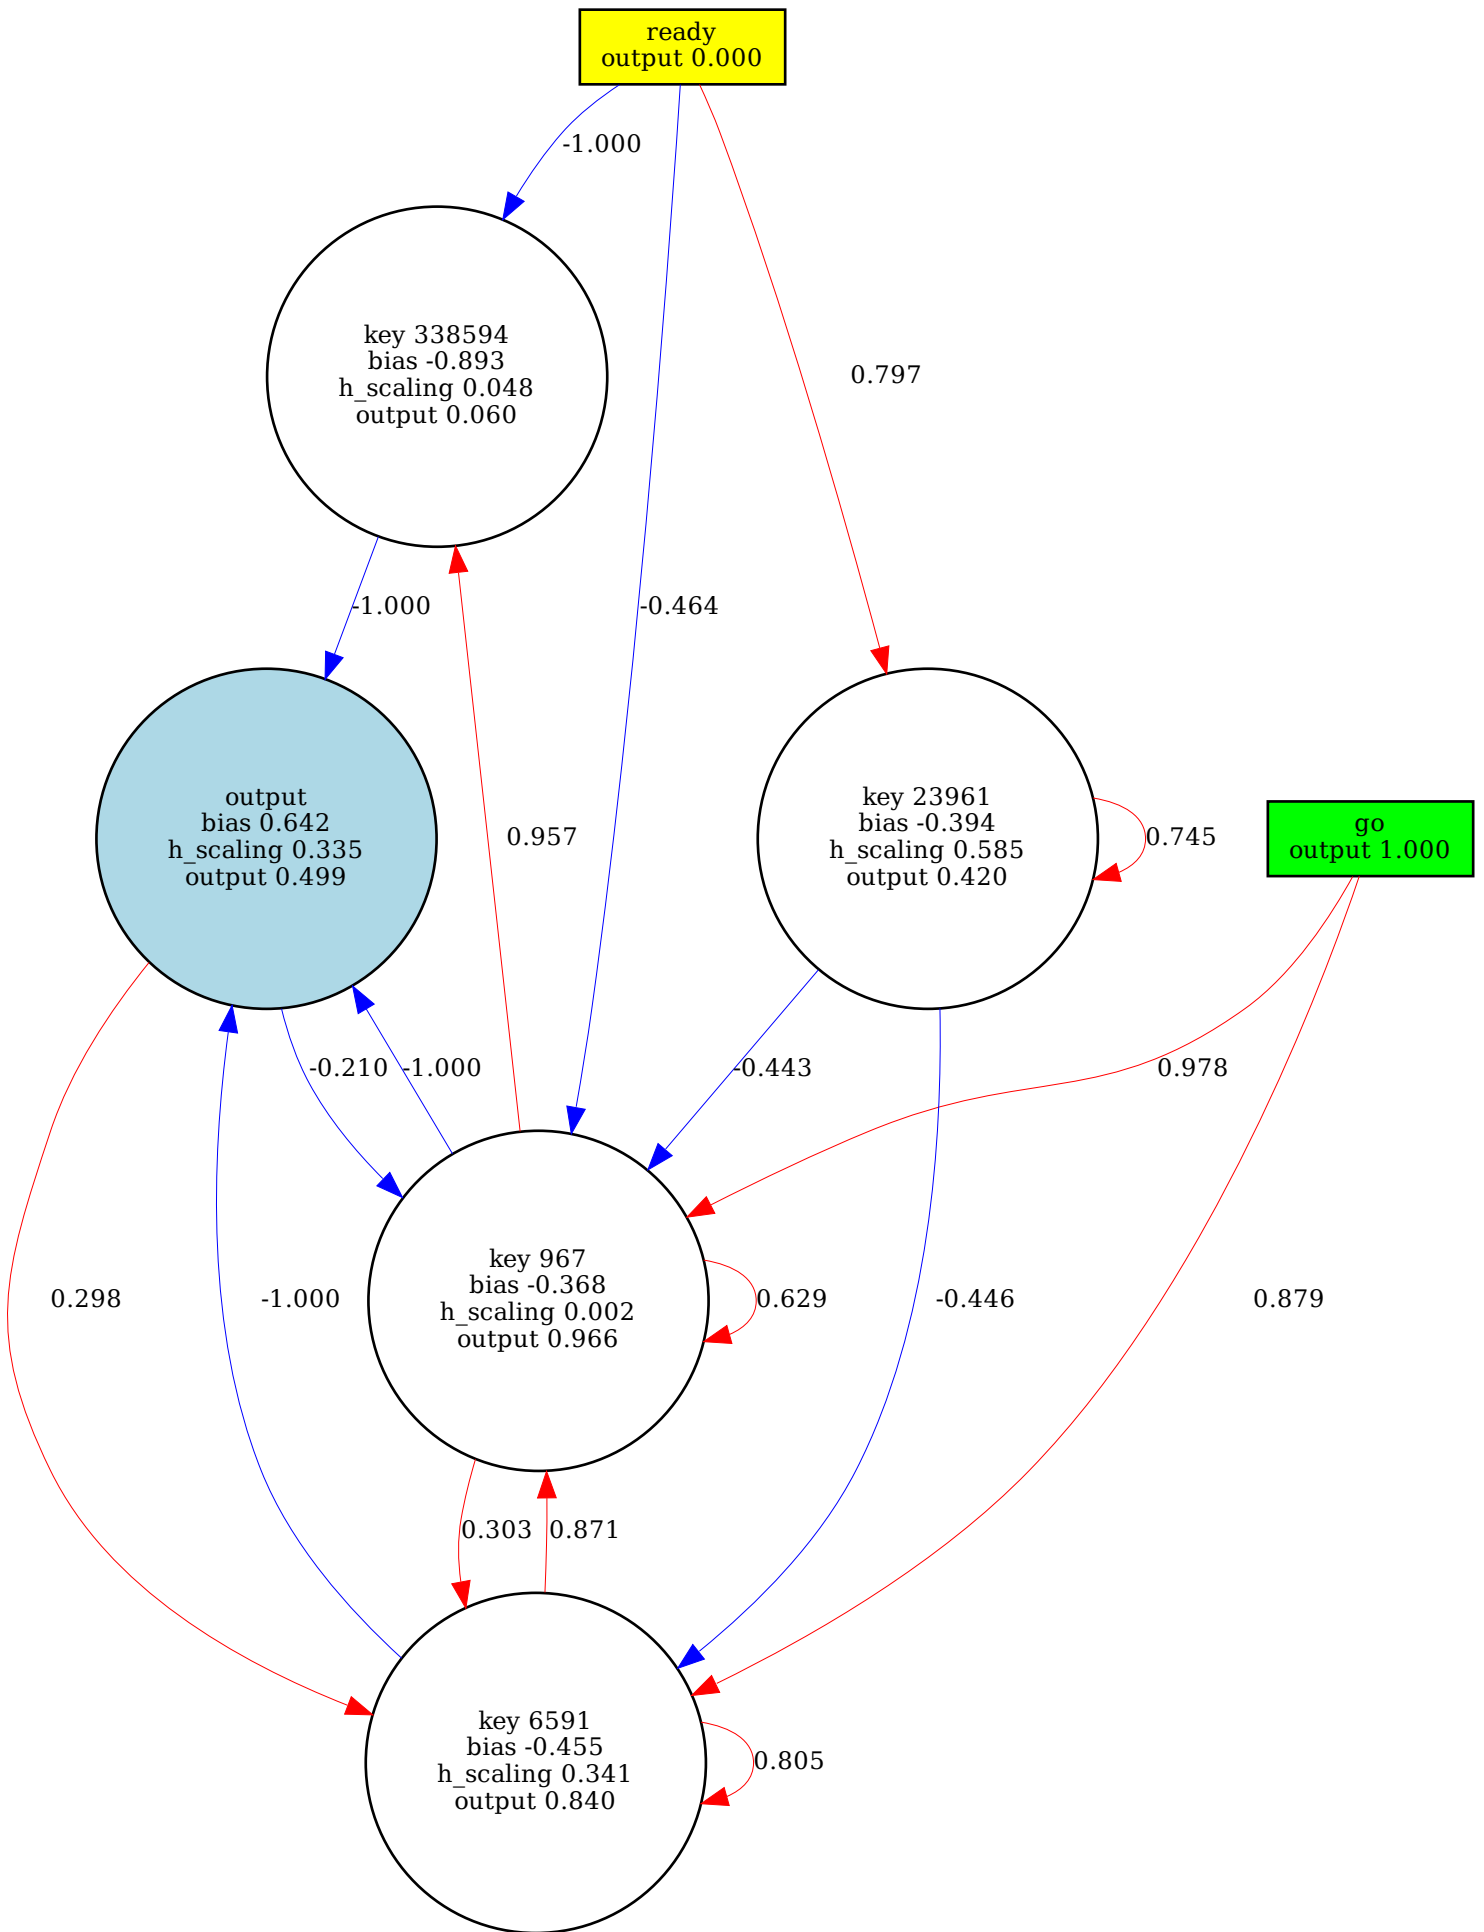 ready
output 0.000
-1.000
key 338594
bias -0.893
h_scaling 0.048
output 0.060
0.797
-1.000
-0.464
output
bias 0.642
h_scaling 0.335
output 0.499
0.957
key 23961
bias -0.394
h_scaling 0.585
output 0.420
0.745
go
output 1.000
-0.210
-1.000
-0.443
0.978
0.298
-1.000
key 967
bias -0.368
h_scaling 0.002
output 0.966
0.629
-0.446
0.879
0.303
0.871
key 6591
bias -0.455
h_scaling 0.341
output 0.840
0.805